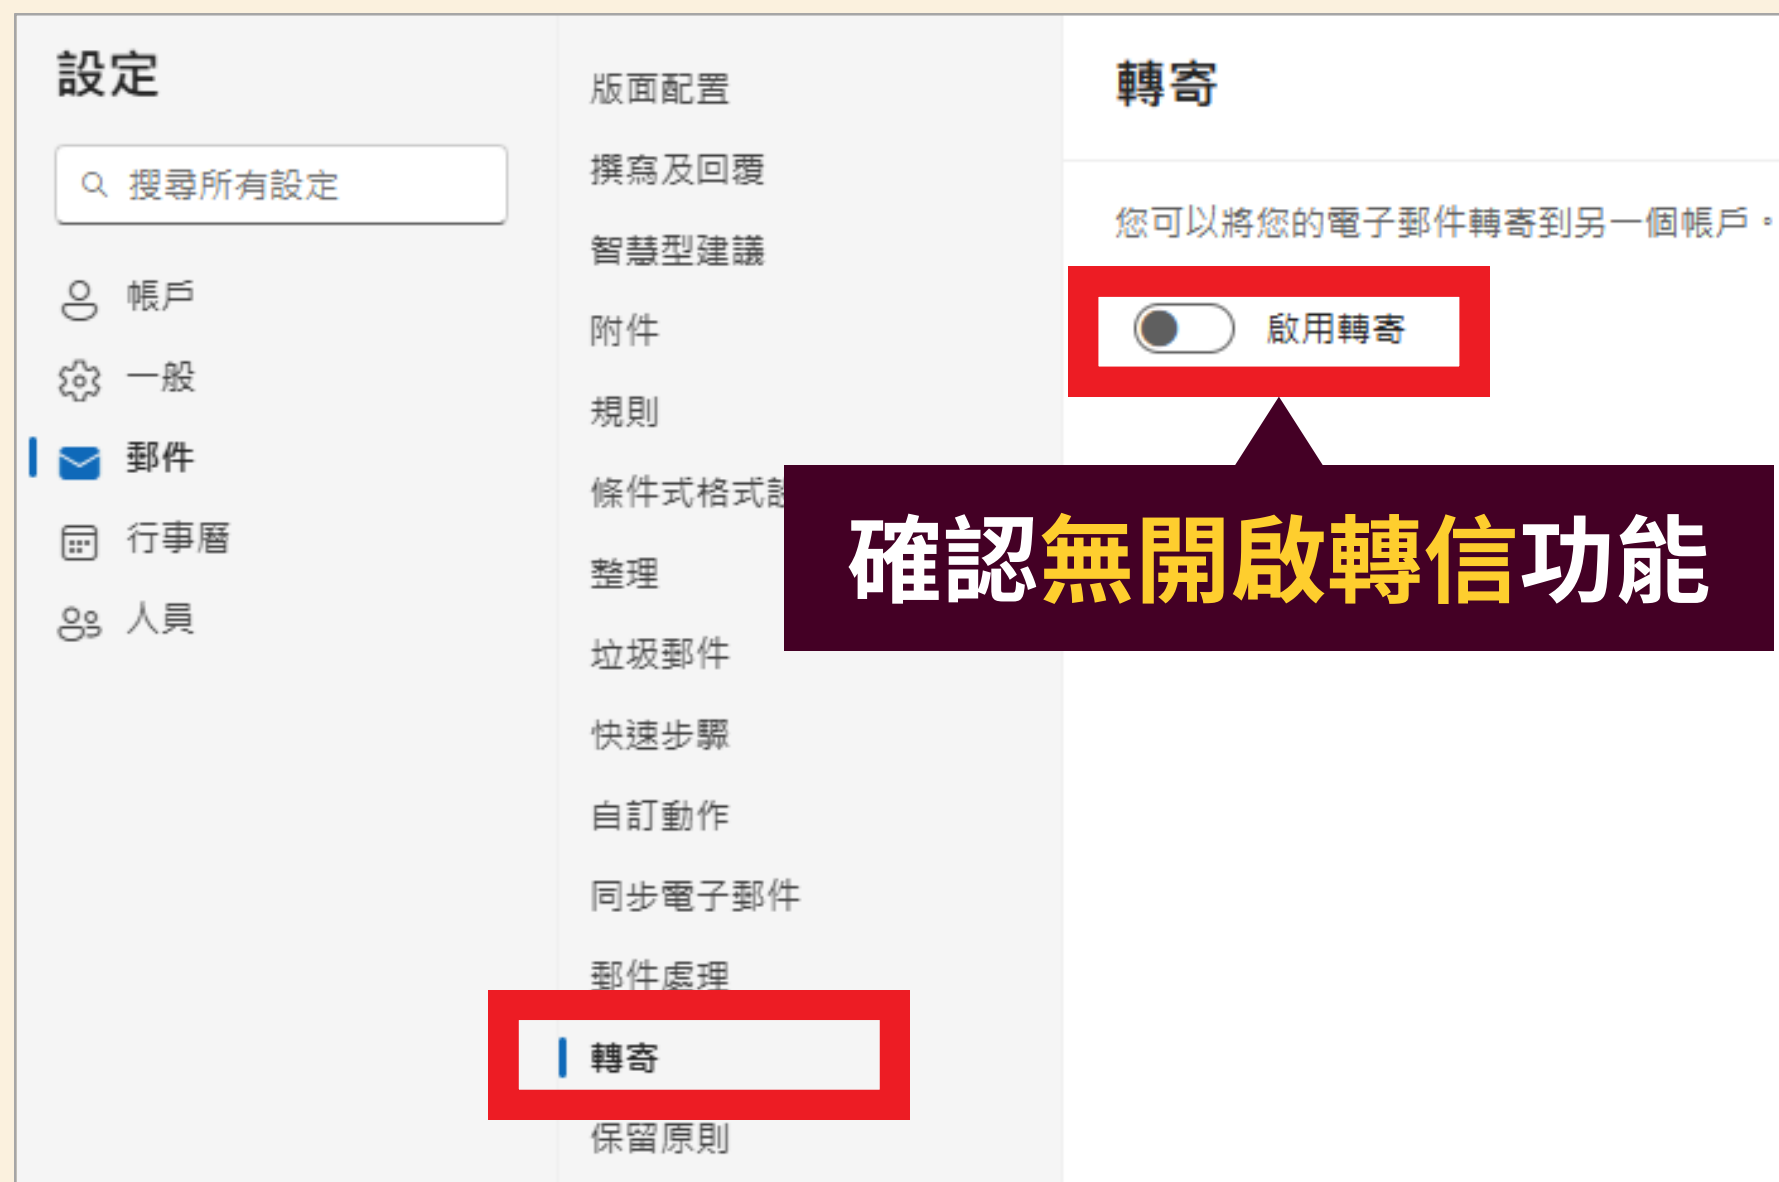 設定
搜尋所有設定
帳戶
一般
郵件
行事曆
人員
版面配置
撰寫及回覆
智慧型建議
附件
規則
條件式格式
整理
垃圾郵件
快速步驟
自訂動作
同步電子郵件
郵件處理
轉寄
保留原則
轉寄
您可以將您的電子郵件轉寄到另一個帳戶。
啟用轉寄
確認無開啟轉信功能